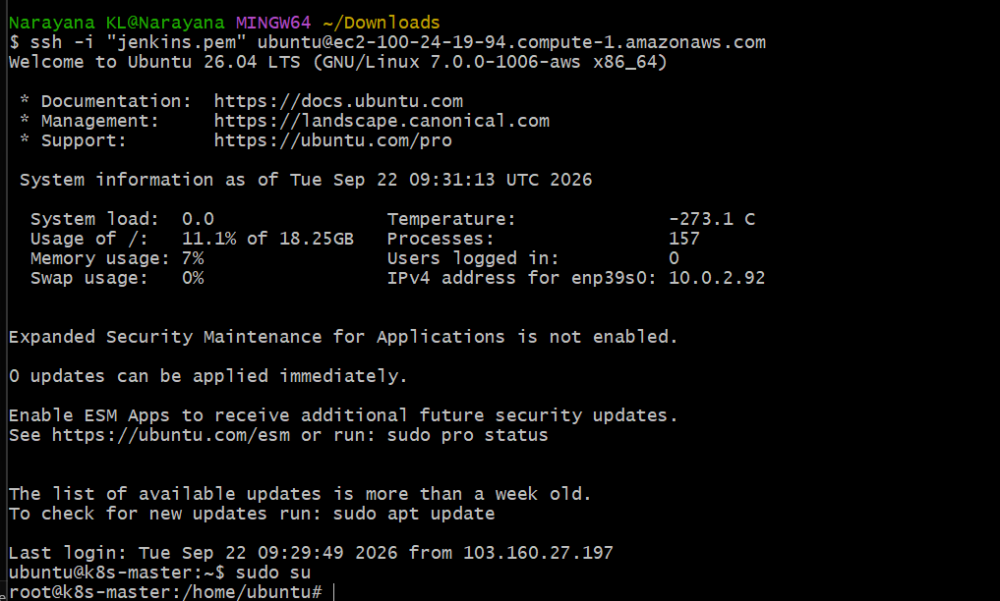 Narayana KL@Narayana MINGW64 ~/Downloads
$ ssh -i "jenkins.pem" ubuntu@ec2-100-24-19-94.compute-1.amazonaws.com
Welcome to Ubuntu 26.04 LTS (GNU/Linux 7.0.0-1006-aws x86_64)
* Documentation:  https://docs.ubuntu.com
* Management:     https://landscape.canonical.com
* Support:        https://ubuntu.com/pro
System information as of Tue Sep 22 09:31:13 UTC 2026
System load:  0.0                Temperature:              -273.1 C
Usage of /:   11.1% of 18.25GB   Processes:                157
Memory usage: 7%                 Users logged in:          0
Swap usage:   0%                 IPv4 address for enp39s0: 10.0.2.92
Expanded Security Maintenance for Applications is not enabled.
0 updates can be applied immediately.
Enable ESM Apps to receive additional future security updates.
See https://ubuntu.com/esm or run: sudo pro status
The list of available updates is more than a week old.
To check for new updates run: sudo apt update
Last login: Tue Sep 22 09:29:49 2026 from 103.160.27.197
ubuntu@k8s-master:~$ sudo su
root@k8s-master:/home/ubuntu#